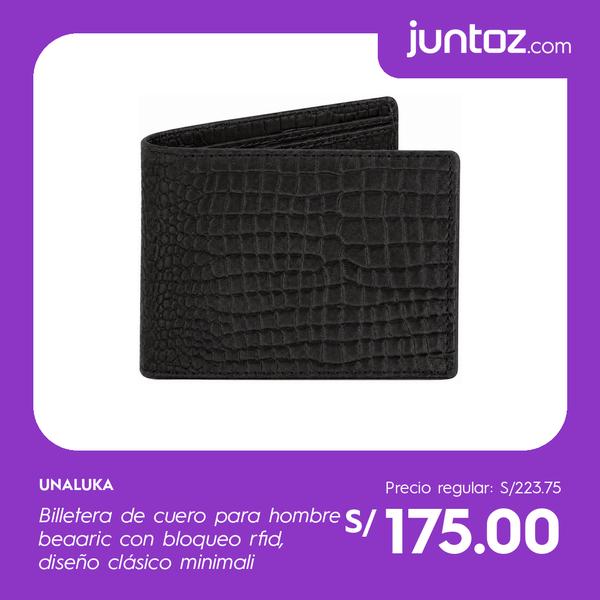 juntoz.com
UNALUKA
Billetera de cuero para hombre
beaaric con bloqueo rfid,
diseño clásico minimali
Precio regular: S/223.75
S/ 175.00